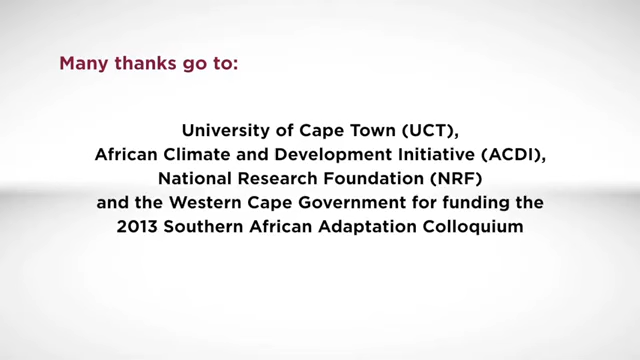 Many thanks go to:
University of Cape Town (UCT),
African Climate and Development Initiative (ACDI),
National Research Foundation (NRF)
and the Western Cape Government for funding the
2013 Southern African Adaptation Colloquium